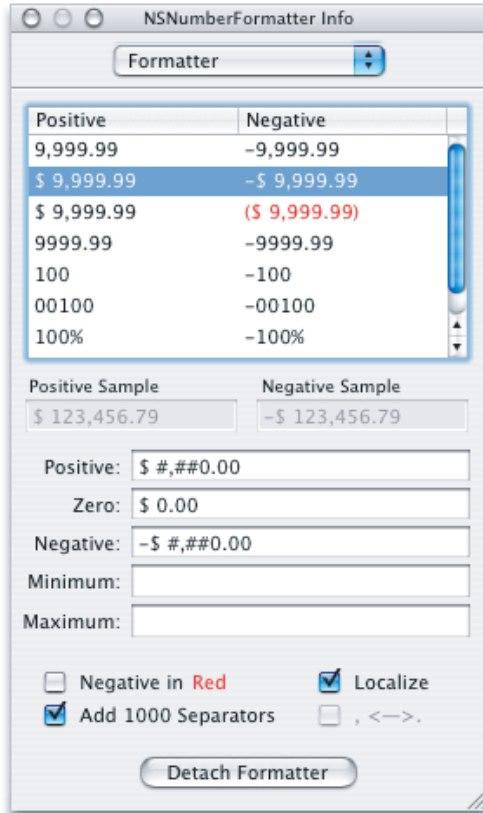 NSNumberFormatter Info
Formatter
Positive Negative
9,999.99 -9,999.99
$ 9,999.99 -$ 9,999.99
$ 9,999.99 ($ 9,999.99)
9999.99 -9999.99
100 -100
00100 -00100
100% -100%
Positive Sample Negative Sample
$ 123,456.79 -$ 123,456.79
Positive: $ #,##0.00
Zero: $ 0.00
Negative: -$ #,##0.00
Minimum:
Maximum:
Negative in Red Localize
Add 1000 Separators , <—>.
Detach Formatter